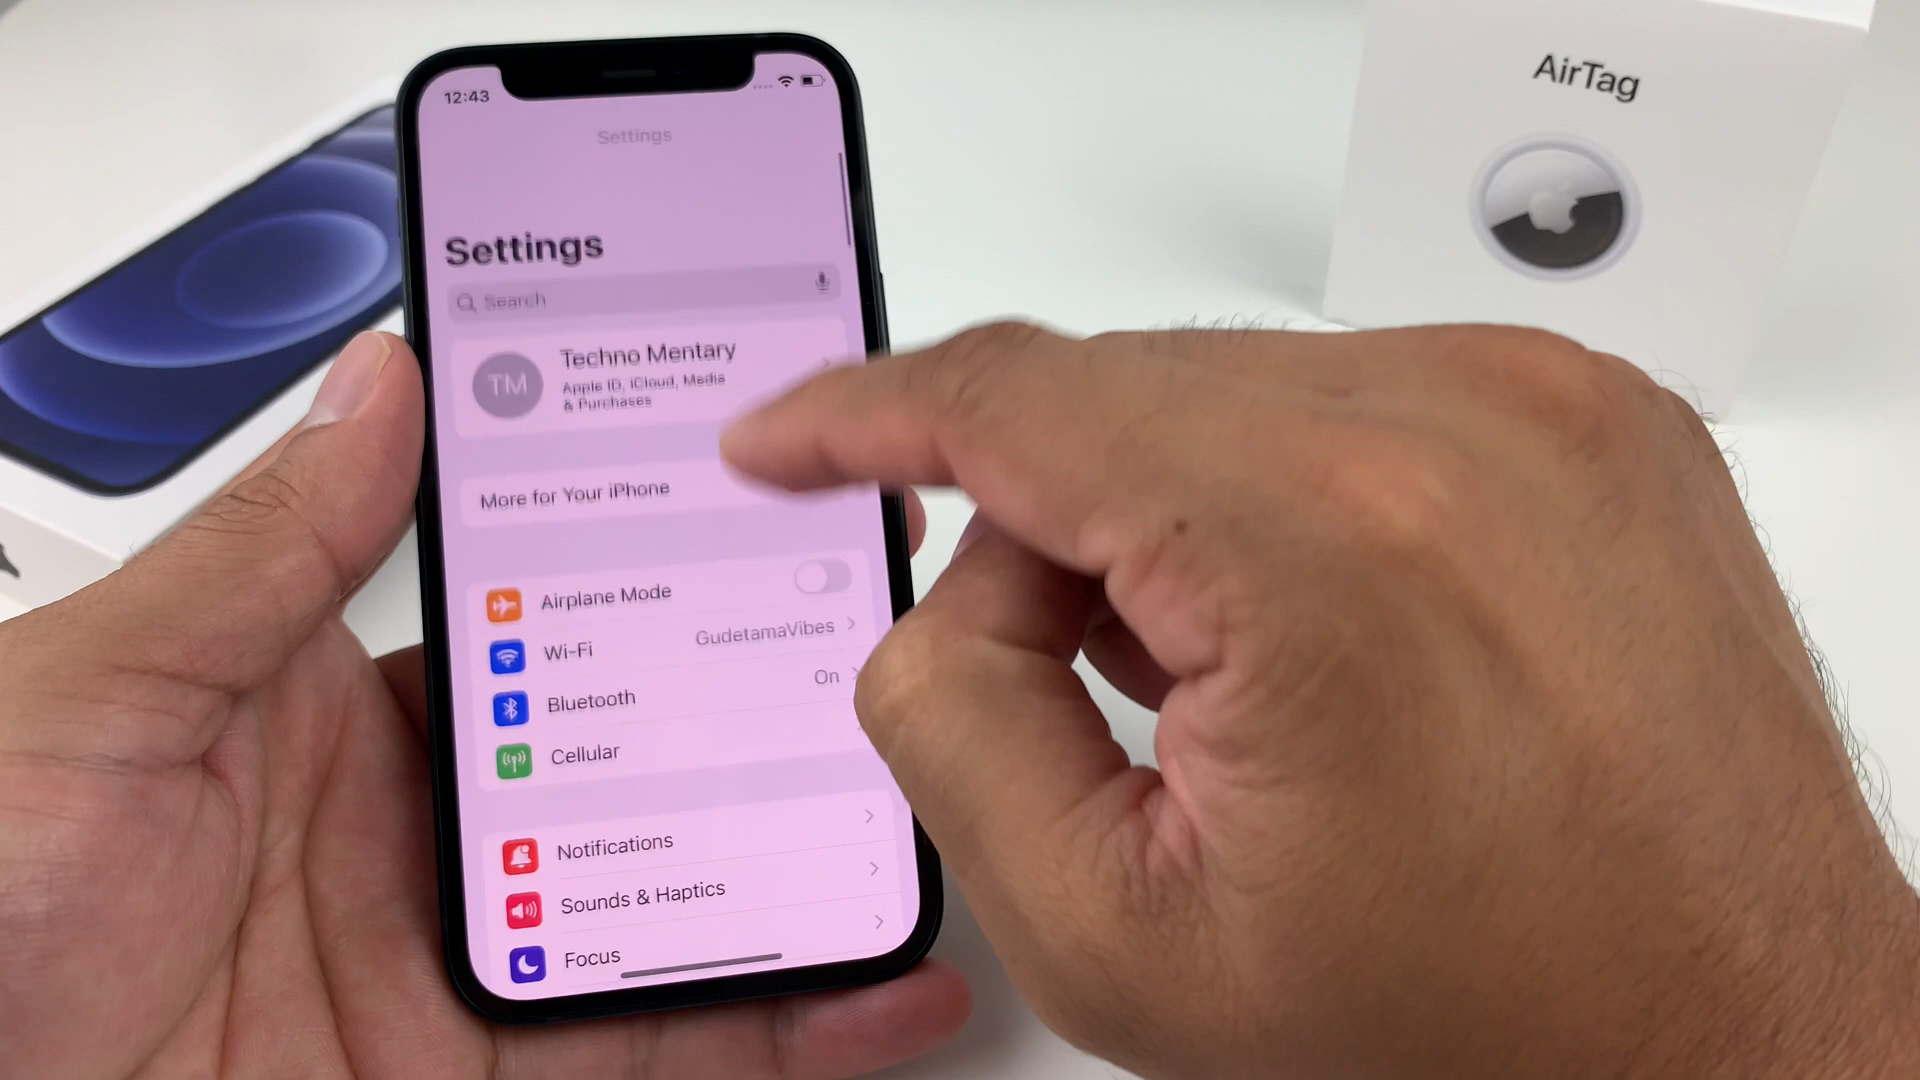 12:43
Settings
Settings
Search
TM
Techno Mentary
Apple ID, iCloud, Media
& Purchases
More for Your iPhone
Airplane Mode
Wi-Fi
GudetamaVibes
Bluetooth
On
Cellular
Notifications
Sounds & Haptics
Focus
AirTag